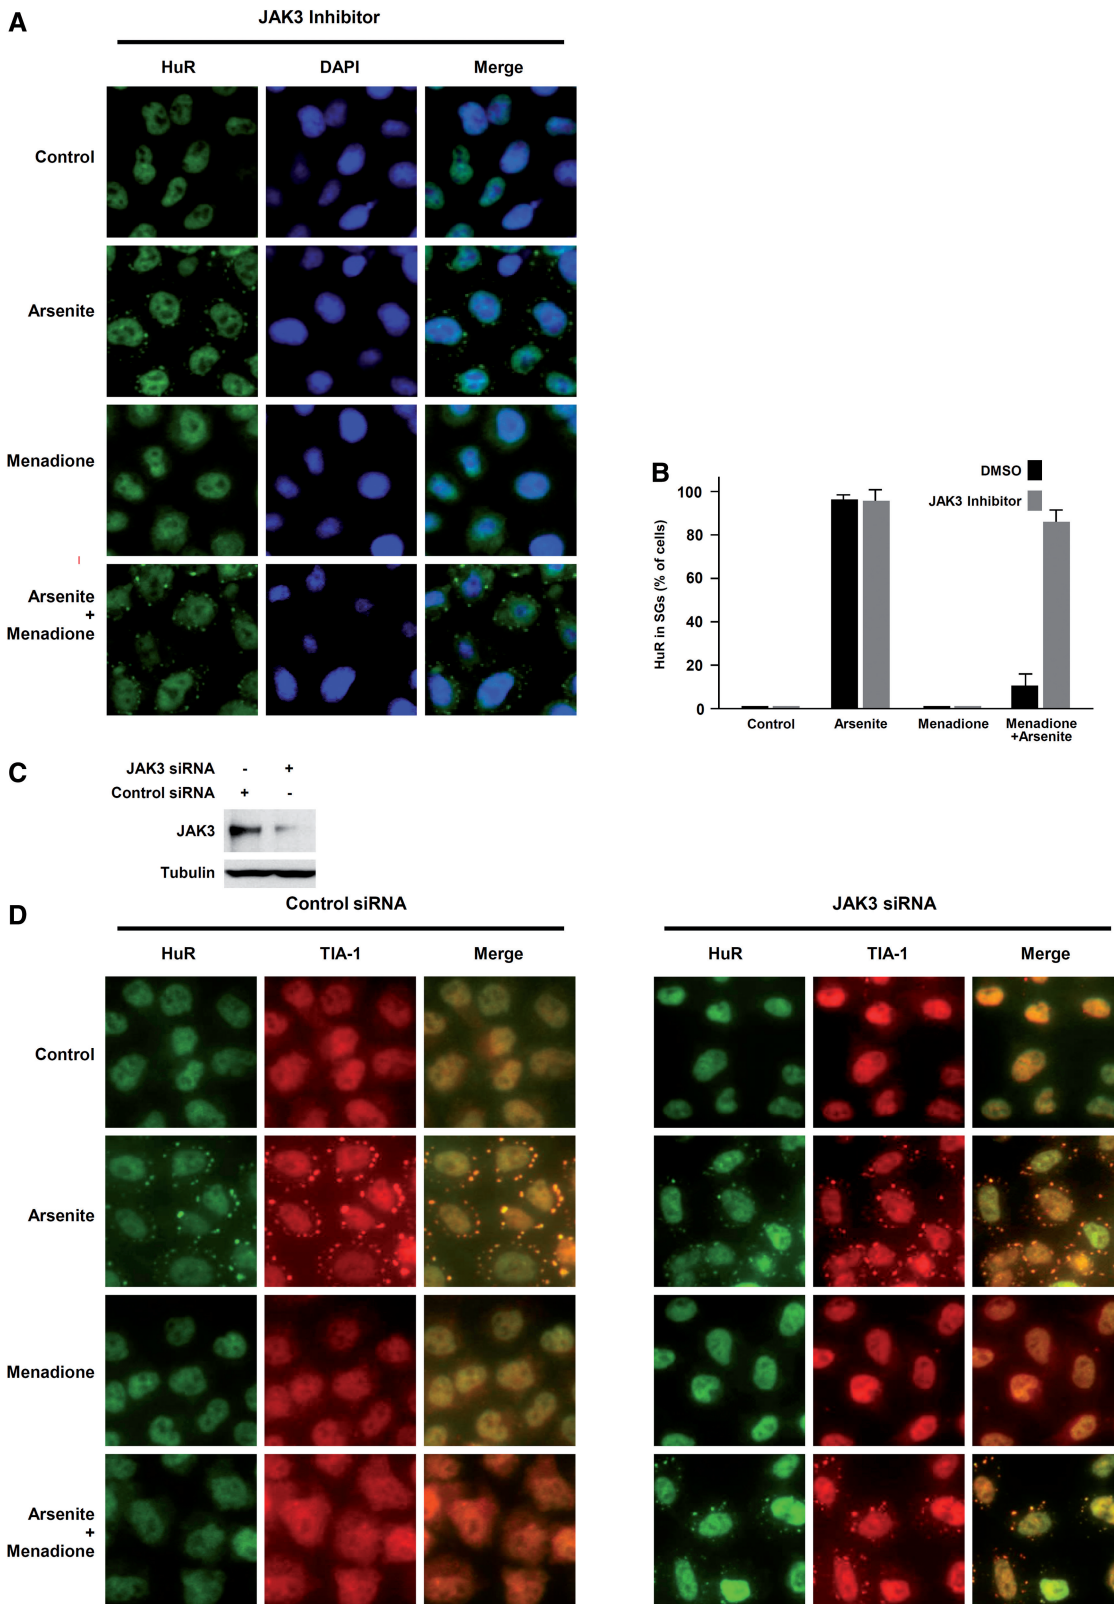 A
JAK3 Inhibitor
HuR DAPI Merge
Control
Arsenite
Menadione
Arsenite
+
Menadione
B
DMSO
JAK3 Inhibitor
HuR in SGs (% of cells)
100
80
60
40
20
0
Control Arsenite Menadione Menadione
+Arsenite
C
JAK3 siRNA - +
Control siRNA + -
JAK3
Tubulin
D
Control siRNA JAK3 siRNA
HuR TIA-1 Merge HuR TIA-1 Merge
Control
Arsenite
Menadione
Arsenite
+
Menadione